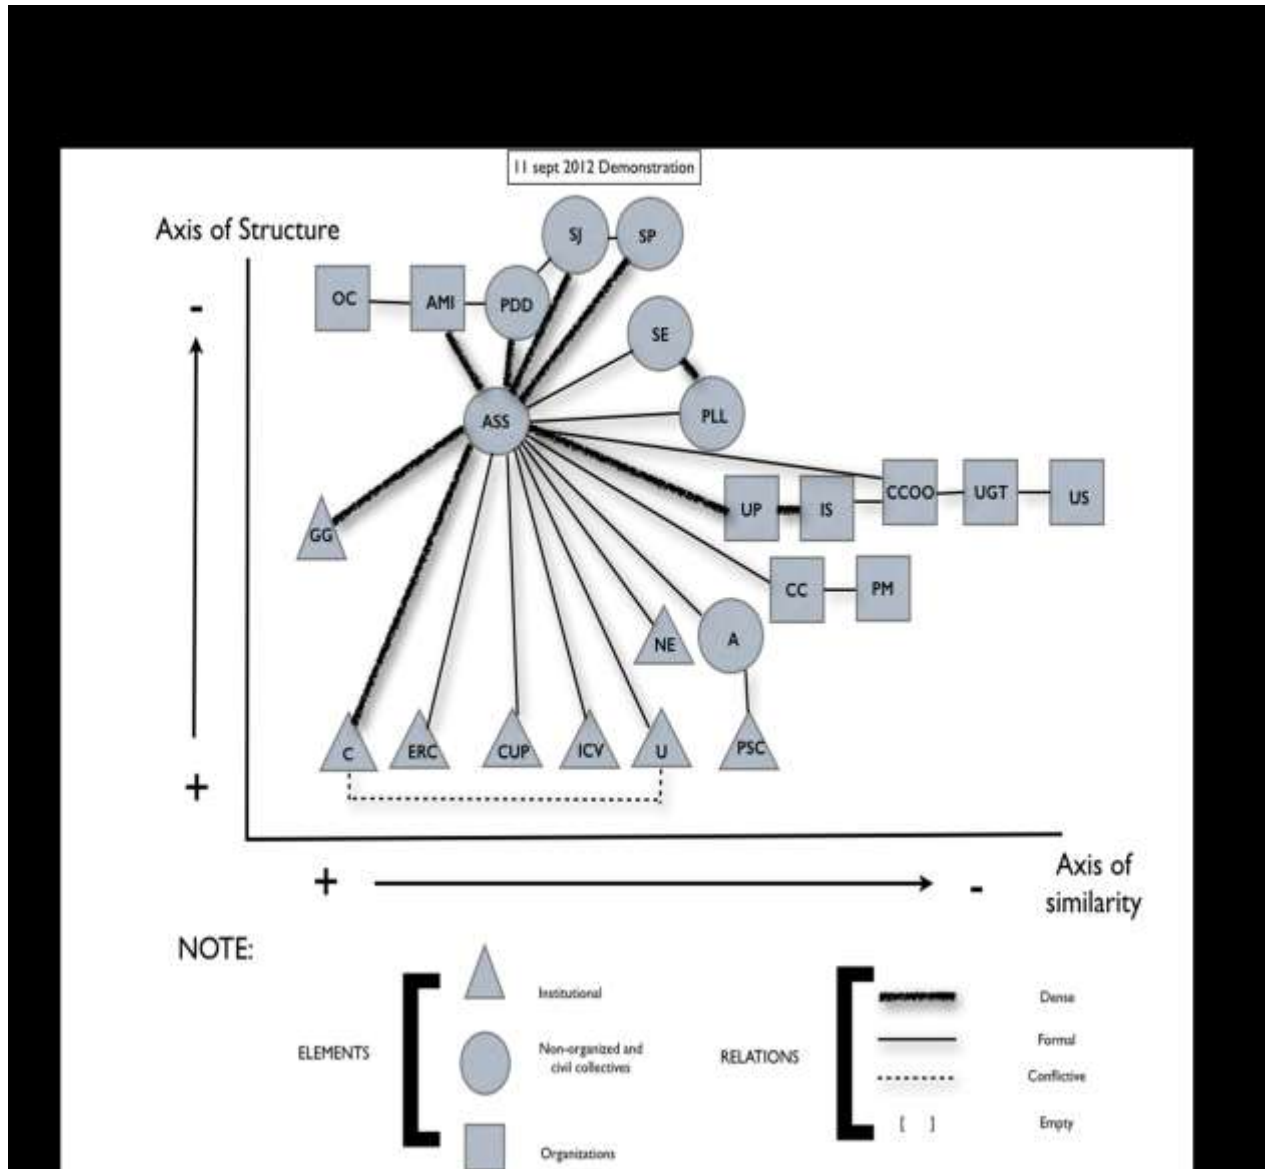 11 sept 2012 Demonstration
Axis of Structure
SJ
SP
OC
AMI
PDD
-
SE
ASS
PLL
CCOO
UGT
US
UP
IS
GG
CC
PM
NE
A
C
ERC
CUP
ICV
U
PSC
+
+
-
Axis of
similarity
NOTE:
Institutional
Dense
Formal
ELEMENTS
Non-organized and
civil collectives
RELATIONS
Conflictive
[ ]
Empty
Organizations